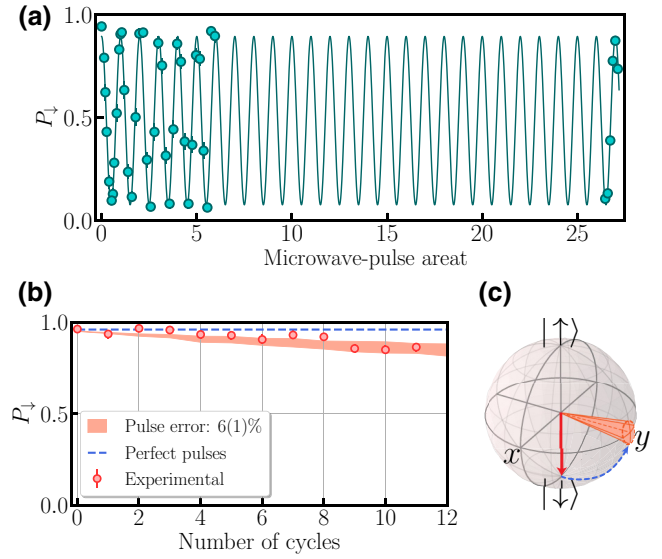 (a)
1.0
0.5
0.0
P↓
0 5 10 15 20 25
Microwave-pulse areat
(b)
1.0
0.5
0.0
P↓
Pulse error: 6(1)%
Perfect pulses
Experimental
0 2 4 6 8 10 12
Number of cycles
(c)
|↑⟩
x
y
|↓⟩